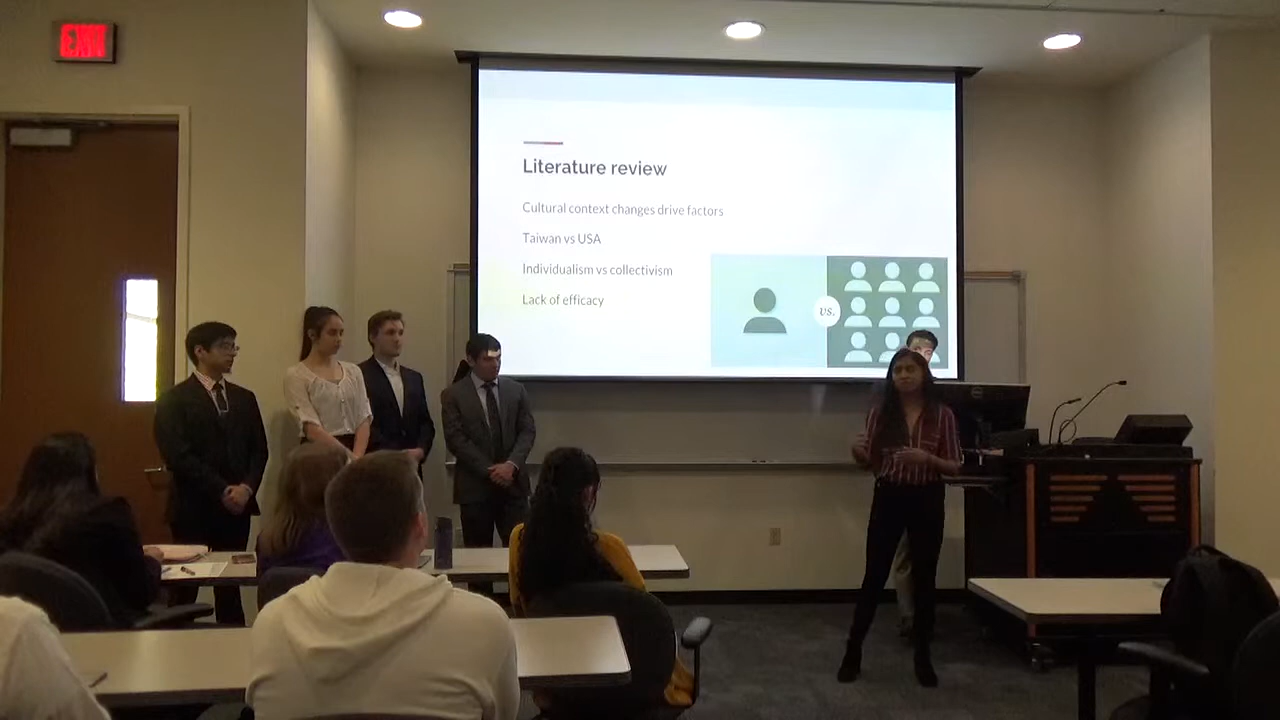 EXIT
Literature review
Cultural context changes drive factors
Taiwan vs USA
Individualism vs collectivism
Lack of efficacy
vs.